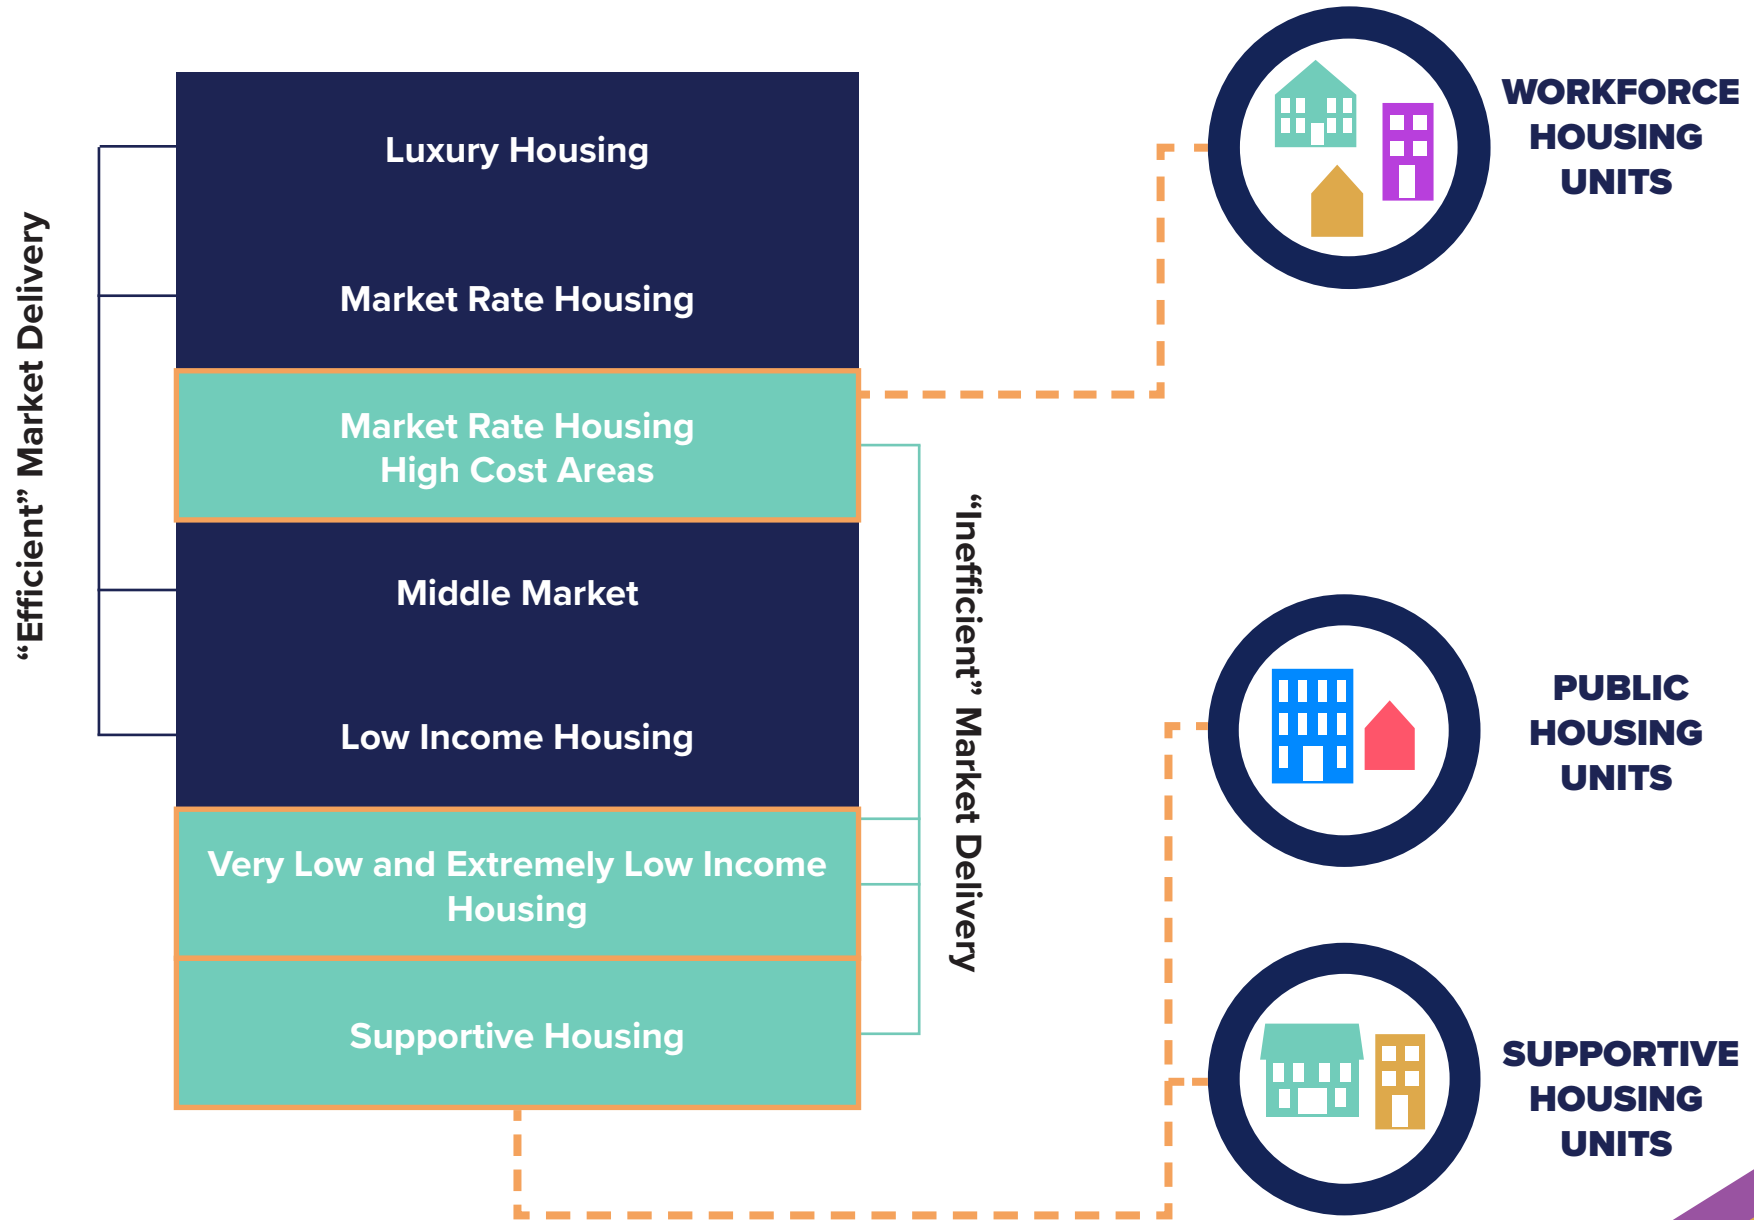 “Efficient” Market Delivery
Luxury Housing
Market Rate Housing
Market Rate Housing
High Cost Areas
Middle Market
Low Income Housing
Very Low and Extremely Low Income
Housing
Supportive Housing
“Inefficient” Market Delivery
WORKFORCE
HOUSING
UNITS
PUBLIC
HOUSING
UNITS
SUPPORTIVE
HOUSING
UNITS